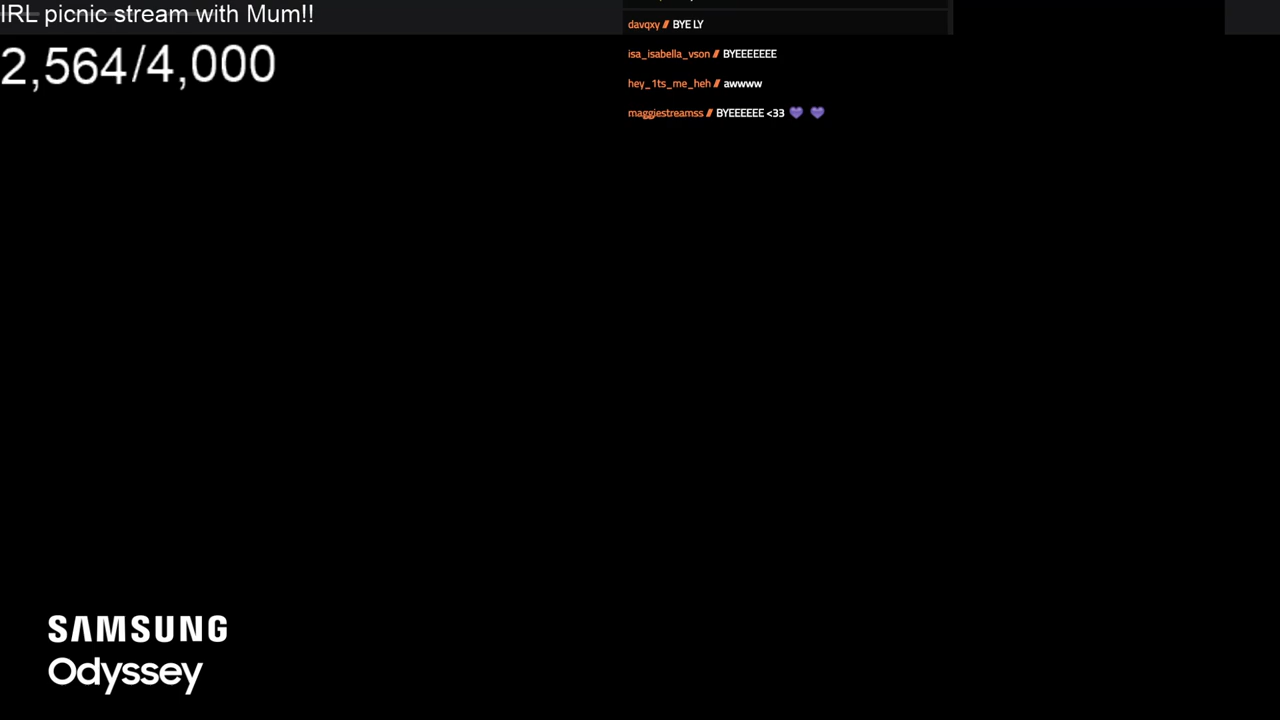 IRL picnic stream with Mum!!
2,564/4,000
davqxy // BYE LY
isa_isabella_vson // BYEEEEEEE
hey_1ts_me_heh // awwww
maggiestreamss // BYEEEEEE <33 💜 💜
SAMSUNG
Odyssey